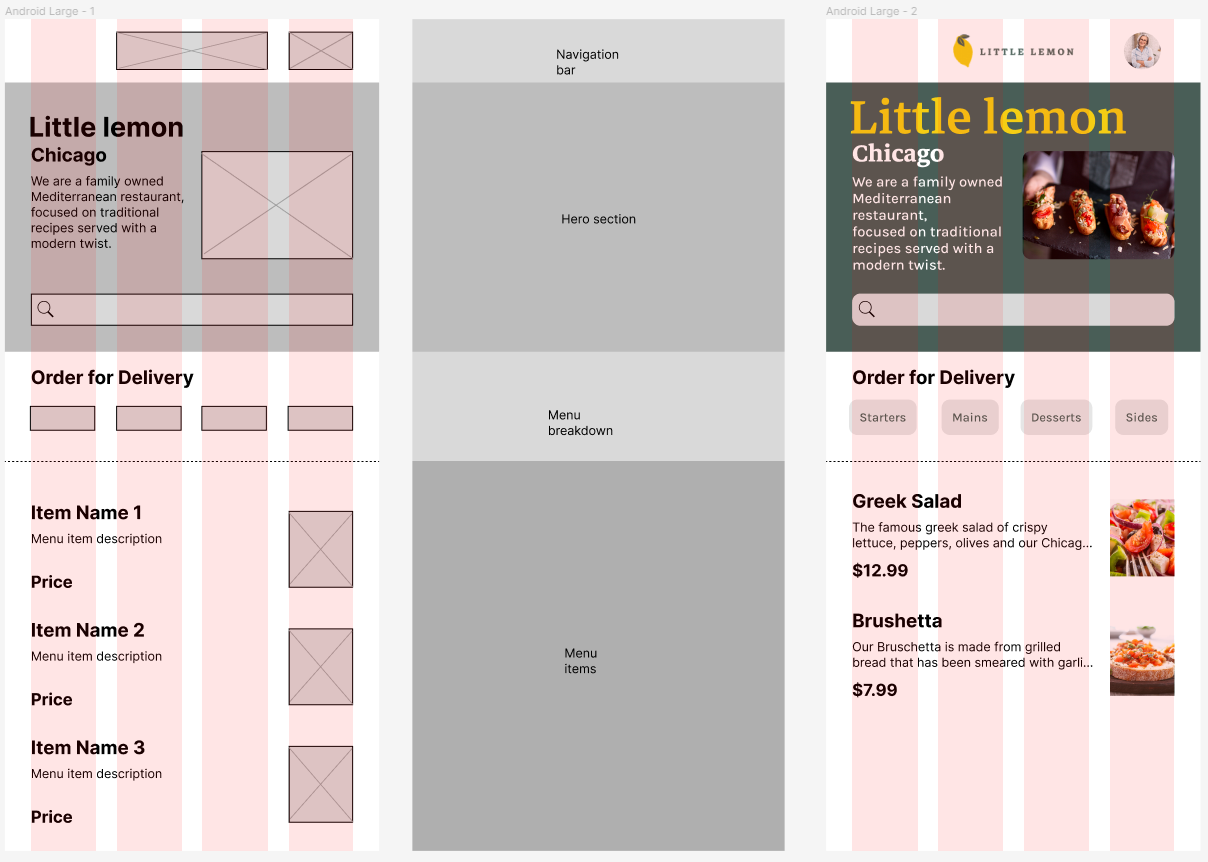 Android Large - 1
Little lemon
Chicago
We are a family owned
Mediterranean restaurant,
focused on traditional
recipes served with a
modern twist.
Order for Delivery
Item Name 1
Menu item description
Price
Item Name 2
Menu item description
Price
Item Name 3
Menu item description
Price
Navigation
bar
Hero section
Menu
breakdown
Menu
items
Android Large - 2
LITTLE LEMON
Little lemon
Chicago
We are a family owned
Mediterranean
restaurant,
focused on traditional
recipes served with a
modern twist.
Order for Delivery
Starters Mains Desserts Sides
Greek Salad
The famous greek salad of crispy
lettuce, peppers, olives and our Chicag...
$12.99
Brushetta
Our Bruschetta is made from grilled
bread that has been smeared with garli...
$7.99